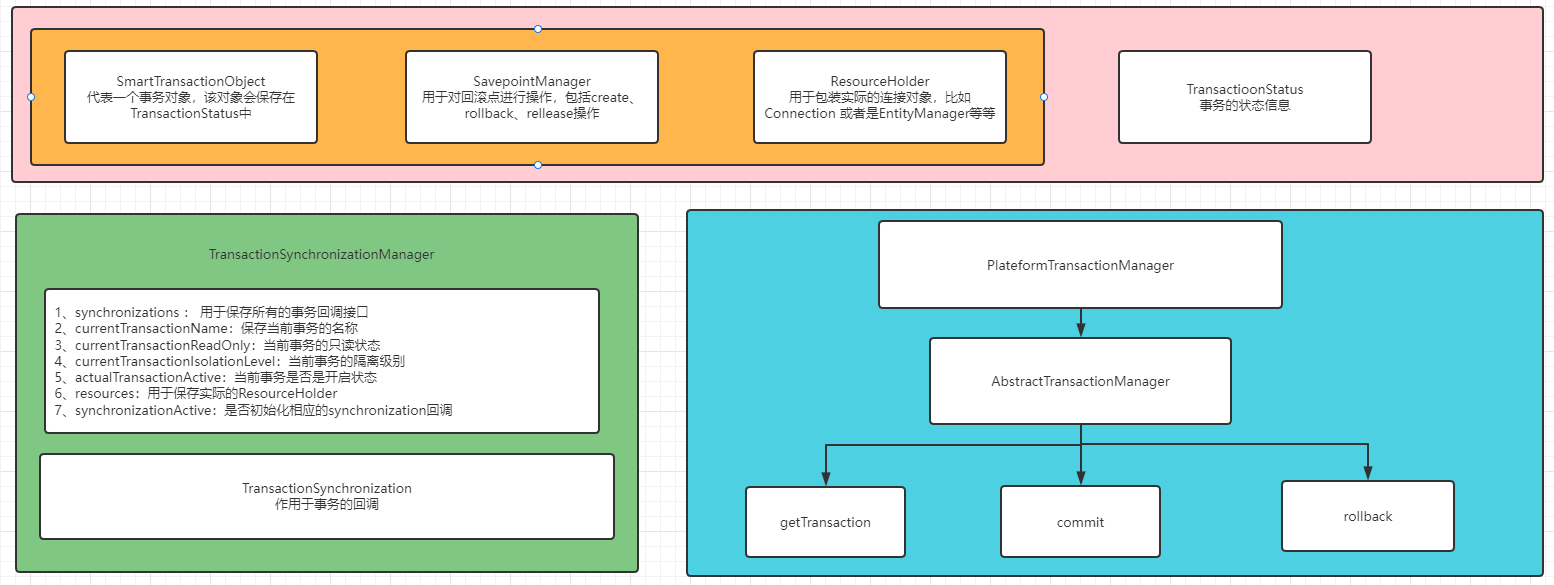 SmartTransactionObject
代表一个事务对象，该对象会保存在
TransactionStatus中
SavepointManager
用于对回滚点进行操作，包括create、
rollback、rellease操作
ResourceHolder
用于包装实际的连接对象，比如
Connection 或者是EntityManager等等
TransactioonStatus
事务的状态信息
TransactionSynchronizationManager
1、synchronizations： 用于保存所有的事务回调接口
2、currentTransactionName：保存当前事务的名称
3、currentTransactionReadOnly：当前事务的只读状态
4、currentTransactionIsolationLevel：当前事务的隔离级别
5、actualTransactionActive：当前事务是否是开启状态
6、resources：用于保存实际的ResourceHolder
7、synchronizationActive：是否初始化相应的synchronization回调
TransactionSynchronization
作用于事务的回调
PlateformTransactionManager
AbstractTransactionManager
getTransaction
commit
rollback